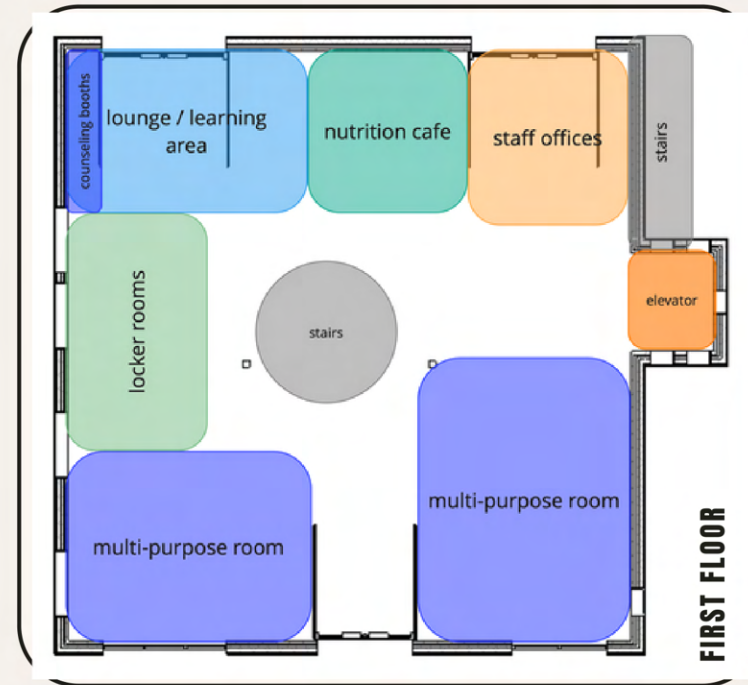 counseling booths
lounge / learning
area
nutrition cafe
staff offices
stairs
locker rooms
stairs
elevator
multi-purpose room
multi-purpose room
FIRST FLOOR